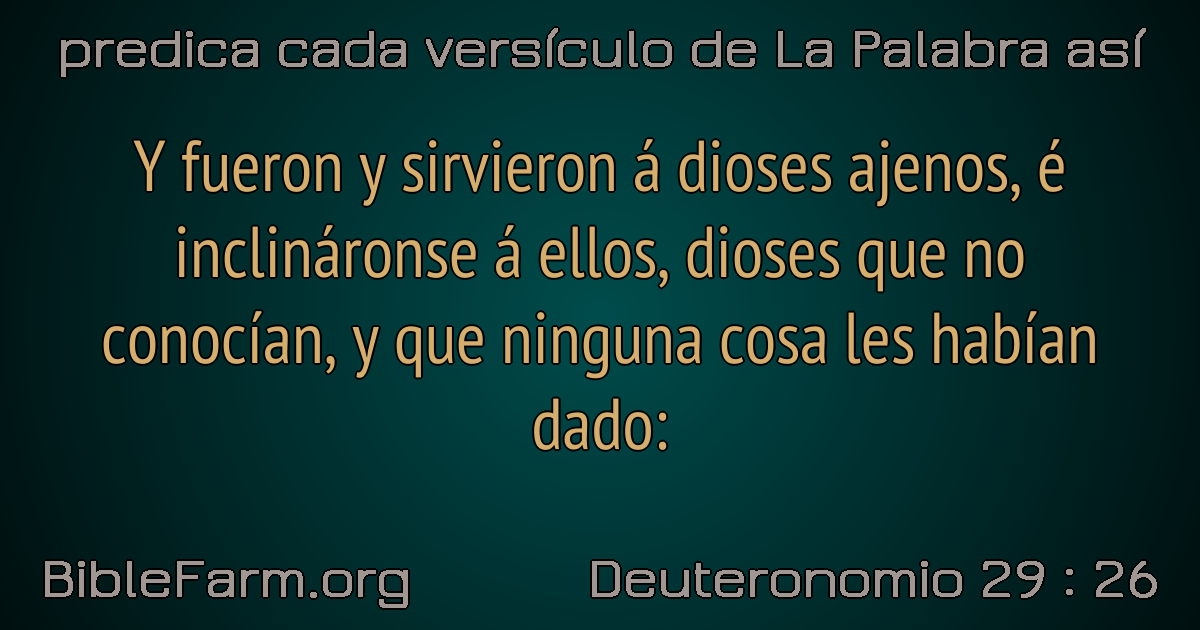 predica cada versículo de La Palabra así
Y fueron y sirvieron á dioses ajenos, é
inclináronse á ellos, dioses que no
conocían, y que ninguna cosa les habían
dado:
BibleFarm.org
Deuteronomio 29 : 26